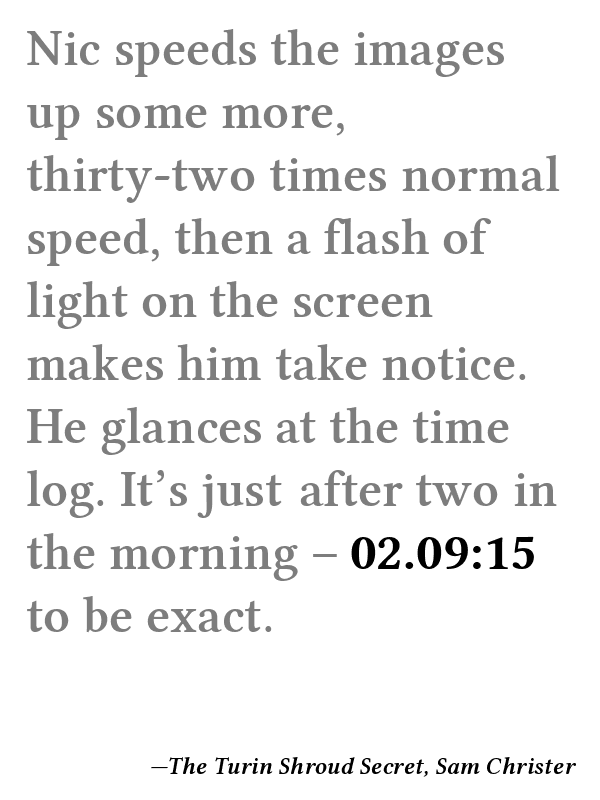 Nic speeds the images
up some more,
thirty-two times normal
speed, then a flash of
light on the screen
makes him take notice.
He glances at the time
log. It’s just after two in
the morning – 02.09:15
to be exact.
—The Turin Shroud Secret, Sam Christer